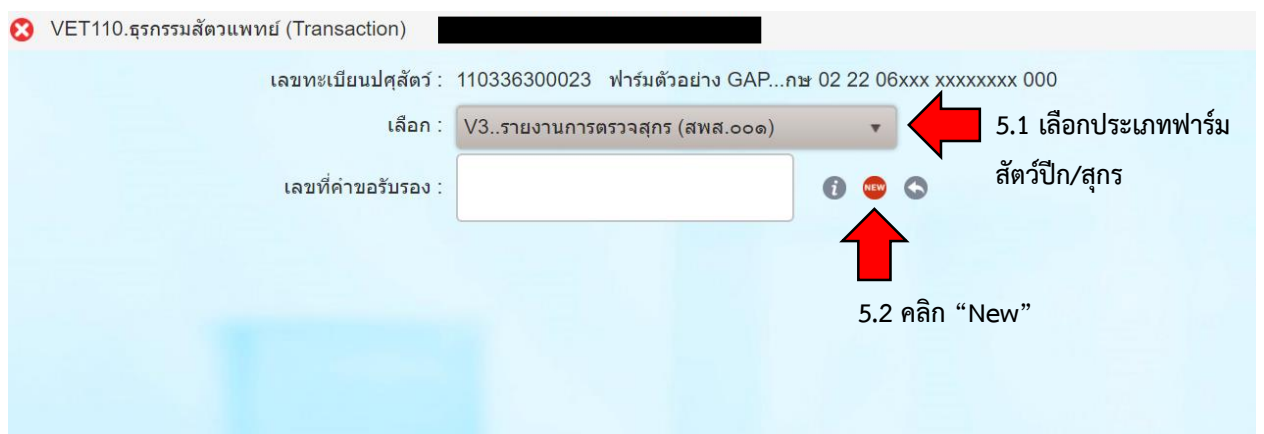 VET110.ธุรกรรมสัตวแพทย์ (Transaction)
เลขทะเบียนปศุสัตว์ : 110336300023 ฟาร์มตัวอย่าง GAP...กษ 02 22 06xxx xxxxxxxx 000
เลือก : V3..รายงานการตรวจสุกร (สพส.๐๐๑)
5.1 เลือกประเภทฟาร์ม
สัตว์ปีก/สุกร
เลขที่คำขอรับรอง :
i NEW
5.2 คลิก “New”